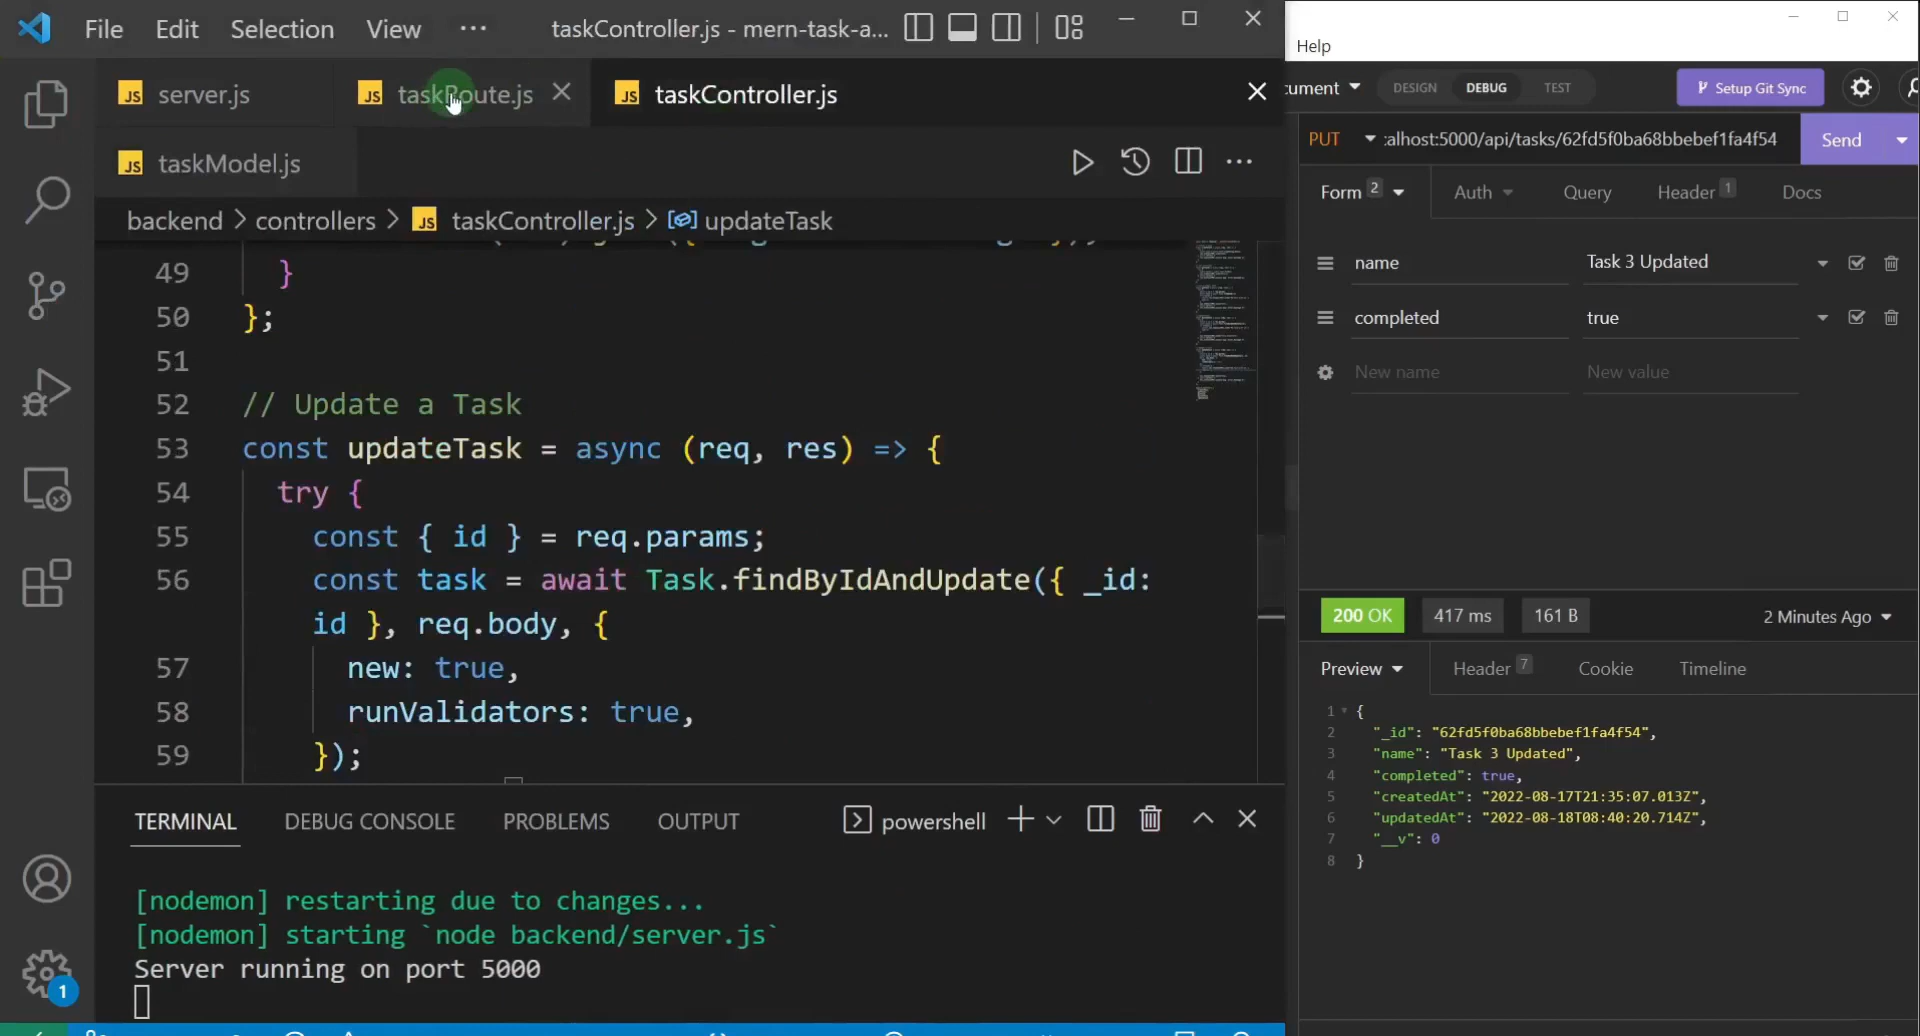 File Edit Selection View ... taskController.js - mern-task-a...
server.js taskRoute.js taskController.js
taskModel.js
backend > controllers > taskController.js > updateTask
49 }
50 };
51
52 // Update a Task
53 const updateTask = async (req, res) => {
54 try {
55 const { id } = req.params;
56 const task = await Task.findByIdAndUpdate({ _id:
id }, req.body, {
57 new: true,
58 runValidators: true,
59 });
TERMINAL DEBUG CONSOLE PROBLEMS OUTPUT powershell
[nodemon] restarting due to changes...
[nodemon] starting `node backend/server.js`
Server running on port 5000
1
Help
cument DESIGN DEBUG TEST Setup Git Sync
PUT :alhost:5000/api/tasks/62fd5f0ba68bbebef1fa4f54 Send
Form 2 Auth Query Header 1 Docs
name Task 3 Updated
completed true
New name New value
200 OK 417 ms 161 B 2 Minutes Ago
Preview Header 7 Cookie Timeline
1 {
2 "_id": "62fd5f0ba68bbebef1fa4f54",
3 "name": "Task 3 Updated",
4 "completed": true,
5 "createdAt": "2022-08-17T21:35:07.013Z",
6 "updatedAt": "2022-08-18T08:40:20.714Z",
7 "__v": 0
8 }